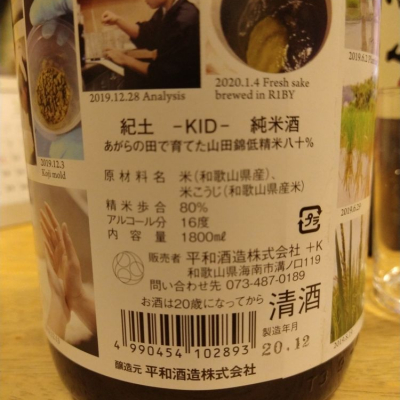 2019.12.28 Analysis
2020.1.4 Fresh sake
brewed in R1BY
2019.12.3
Koji mold
紀土 -KID- 純米酒
あがらの田で育てた山田錦低精米八十%
原材料名 米(和歌山県産)、
米こうじ(和歌山県産米)
精米歩合 80%
アルコール分 16度
内容量 1800㎖
プラ
販売者 平和酒造株式会社 +K
和歌山県海南市溝ノ口119
問い合わせ先 073-487-0189
お酒は20歳になってから
清酒
4 990454 102893
製造年月
20.12
醸造元 平和酒造株式会社